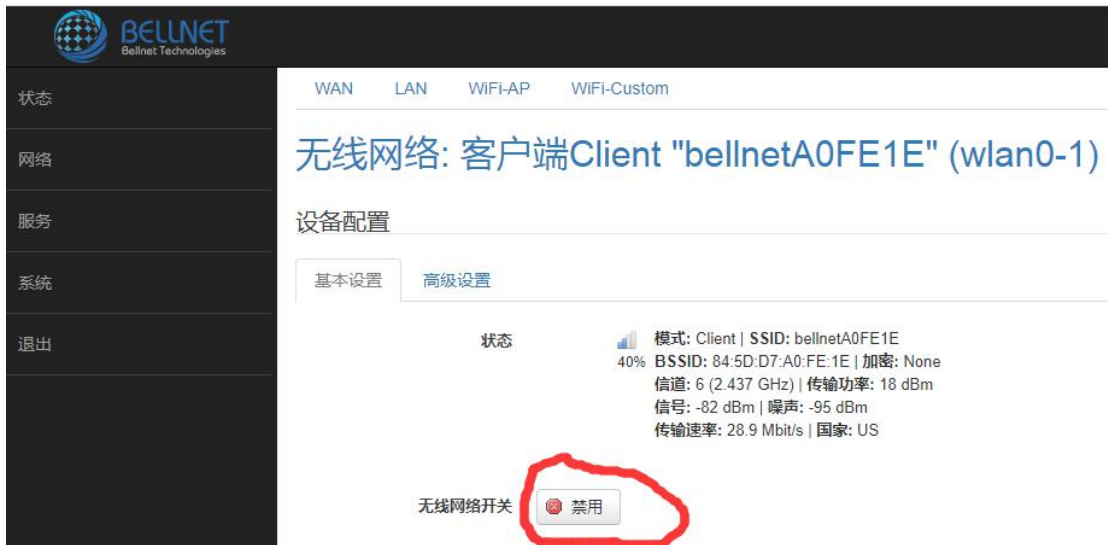 BELLNET
Bellnet Technologies
状态
网络
服务
系统
退出
WAN LAN WiFi-AP WiFi-Custom
无线网络: 客户端Client "bellnetA0FE1E" (wlan0-1)
设备配置
基本设置 高级设置
状态
40%
模式: Client | SSID: bellnetA0FE1E
BSSID: 84:5D:D7:A0:FE:1E | 加密: None
信道: 6 (2.437 GHz) | 传输功率: 18 dBm
信号: -82 dBm | 噪声: -95 dBm
传输速率: 28.9 Mbit/s | 国家: US
无线网络开关 禁用